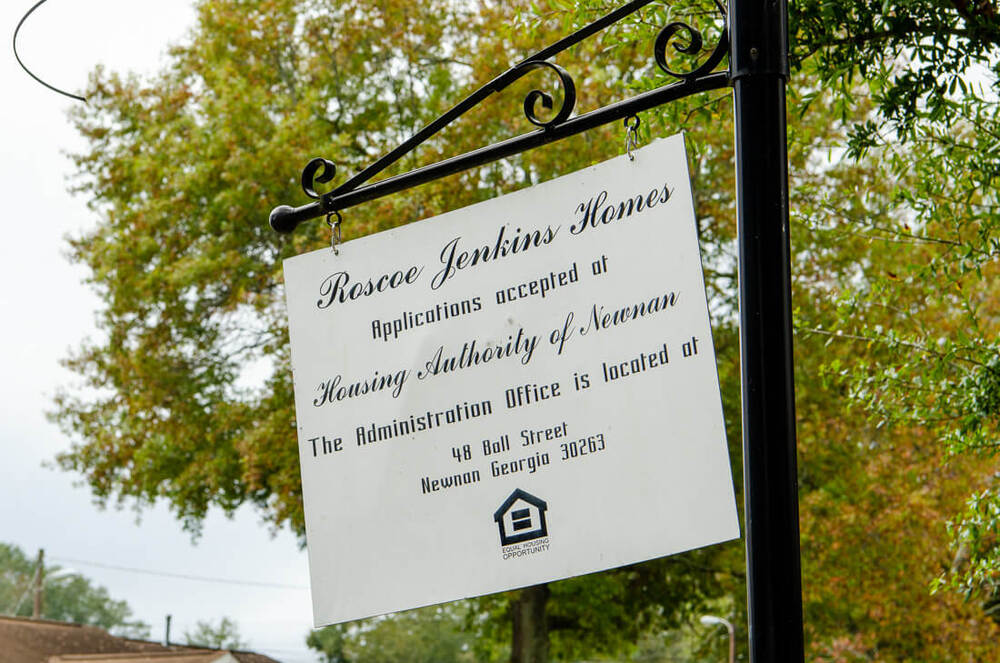 Roscoe Jenkins Homes
Applications accepted at
Housing Authority of Newnan
The Administration Office is located at
48 Ball Street
Newnan Georgia 30263
EQUAL HOUSING
OPPORTUNITY